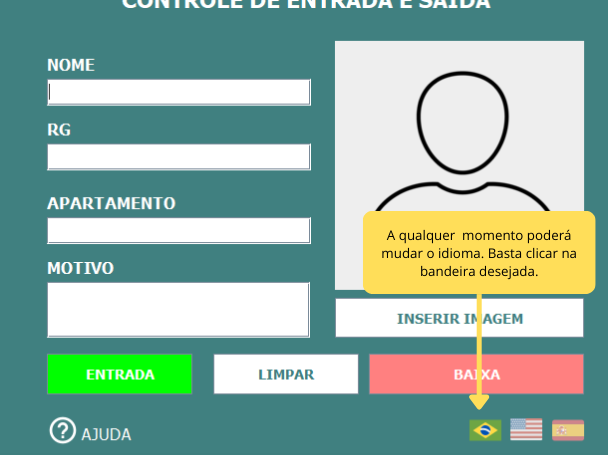 CONTROLE DE ENTRADA E SAÍDA
NOME
RG
APARTAMENTO
MOTIVO
A qualquer momento poderá
mudar o idioma. Basta clicar na
bandeira desejada.
INSERIR IMAGEM
ENTRADA
LIMPAR
BAIXA
? AJUDA